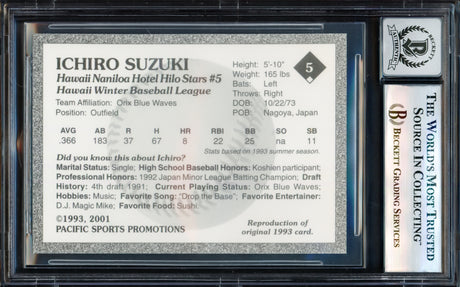 ICHIRO SUZUKI
Hawaii Naniloa Hotel Hilo Stars #5
Hawaii Winter Baseball League
Team Affiliation: Orix Blue Waves
Position: Outfield
Height: 5'-10"
Weight: 165 lbs
Bats: Left
Throws: Right
DOB: 10/22/73
POB: Nagoya, Japan
5
AVG AB R H HR RBI BB SO SB
.366 183 37 67 8 22 25 na 11
Stats based on 1993 summer season.
Did you know this about Ichiro?
Marital Status: Single; High School Baseball Honors: Koshien participant;
Professional Honors: 1992 Japan Minor League Batting Champion; Draft
History: 4th draft 1991; Current Playing Status: Orix Blue Waves;
Hobbies: Music; Favorite Song: "Drop the Base"; Favorite Entertainer:
D.J. Magic Mike; Favorite Food: Sushi.
©1993, 2001
PACIFIC SPORTS PROMOTIONS
Reproduction of
original 1993 card.
THE WORLD'S MOST TRUSTED
SOURCE IN COLLECTING™
BECKETT GRADING SERVICES